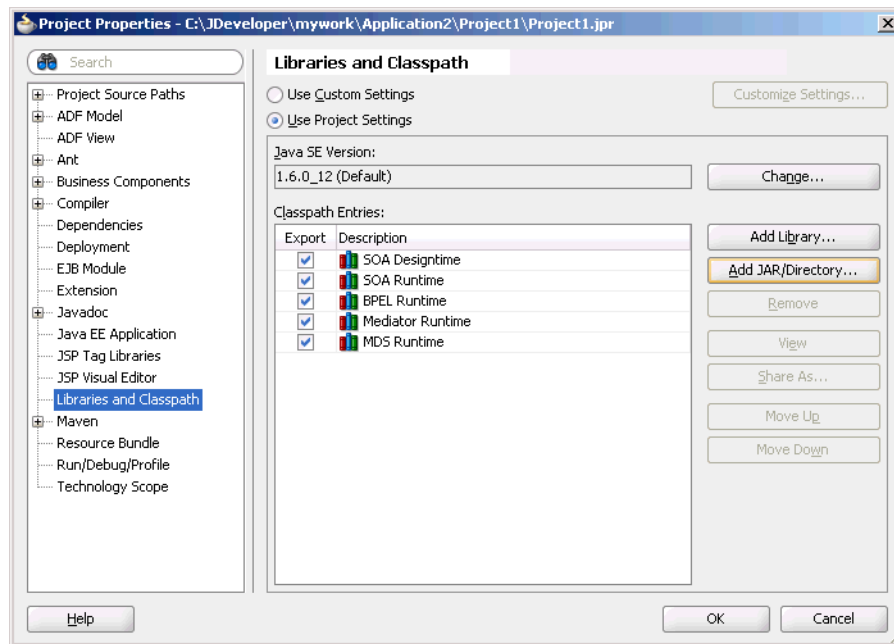 Project Properties - C:\JDeveloper\mywork\Application2\Project1\Project1.jpr
Search
Project Source Paths
ADF Model
ADF View
Ant
Business Components
Compiler
Dependencies
Deployment
EJB Module
Extension
Javadoc
Java EE Application
JSP Tag Libraries
JSP Visual Editor
Libraries and Classpath
Maven
Resource Bundle
Run/Debug/Profile
Technology Scope
Libraries and Classpath
Use Custom Settings
Customize Settings...
Use Project Settings
Java SE Version:
1.6.0_12 (Default)
Change...
Classpath Entries:
Export Description
SOA Designtime
SOA Runtime
BPEL Runtime
Mediator Runtime
MDS Runtime
Add Library...
Add JAR/Directory...
Remove
View
Share As...
Move Up
Move Down
Help
OK
Cancel